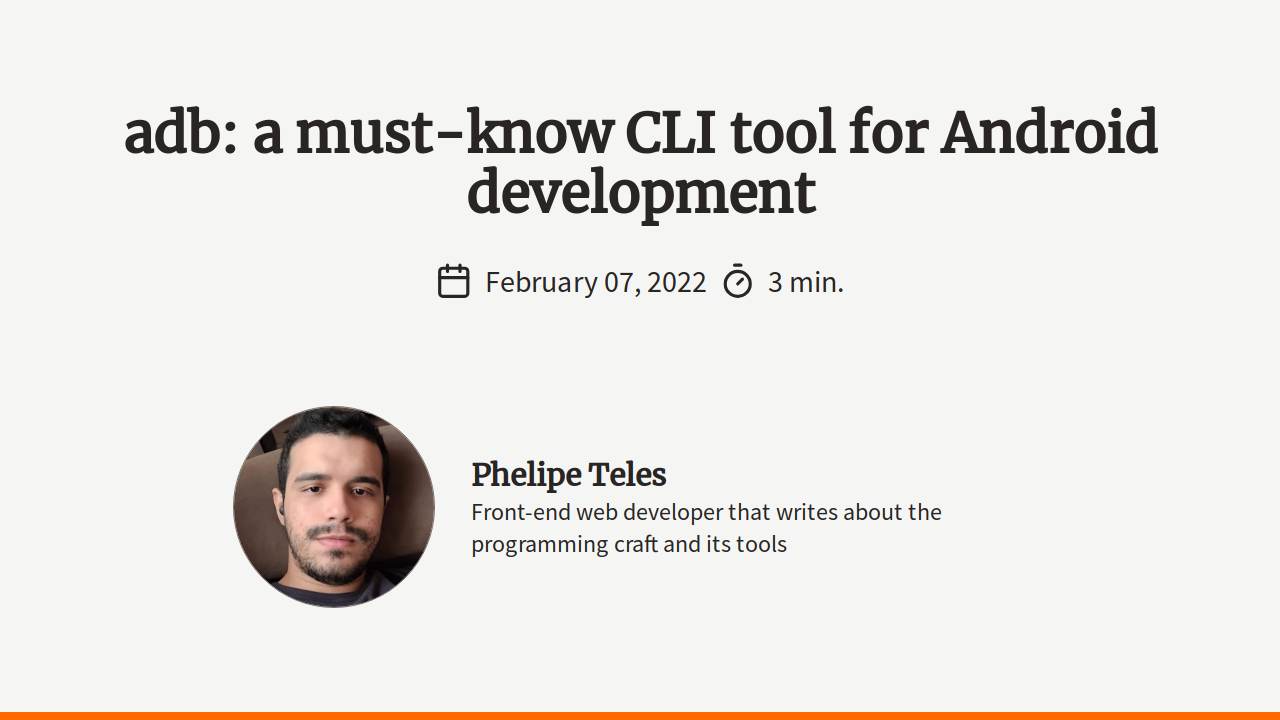 adb: a must-know CLI tool for Android
development
February 07, 2022 3 min.
Phelipe Teles
Front-end web developer that writes about the
programming craft and its tools